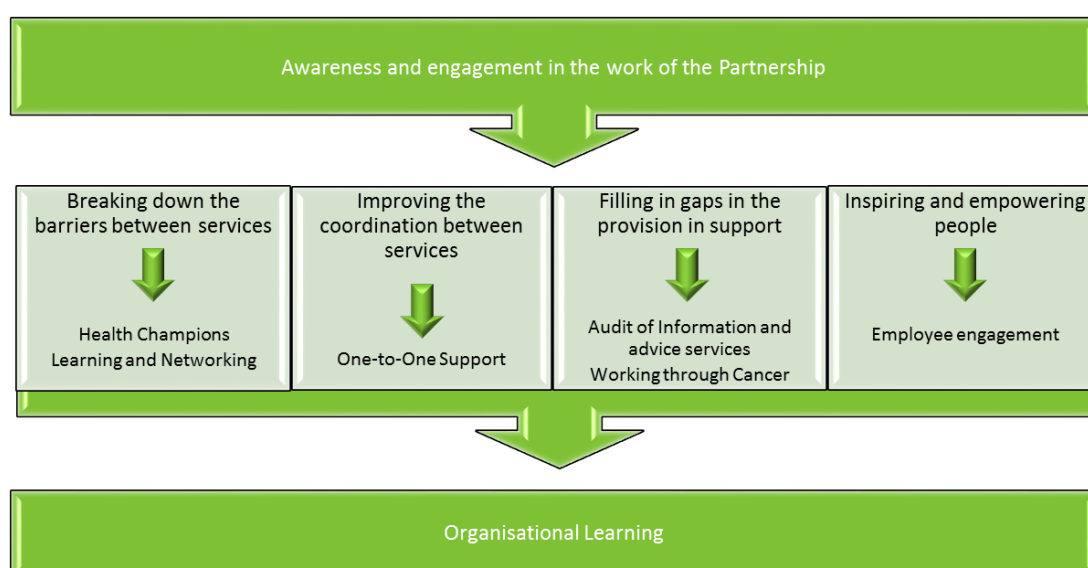 Awareness and engagement in the work of the Partnership
Breaking down the
barriers between services
Health Champions
Learning and Networking
Improving the
coordination between
services
One-to-One Support
Filling in gaps in the
provision in support
Audit of Information and
advice services
Working through Cancer
Inspiring and empowering
people
Employee engagement
Organisational Learning